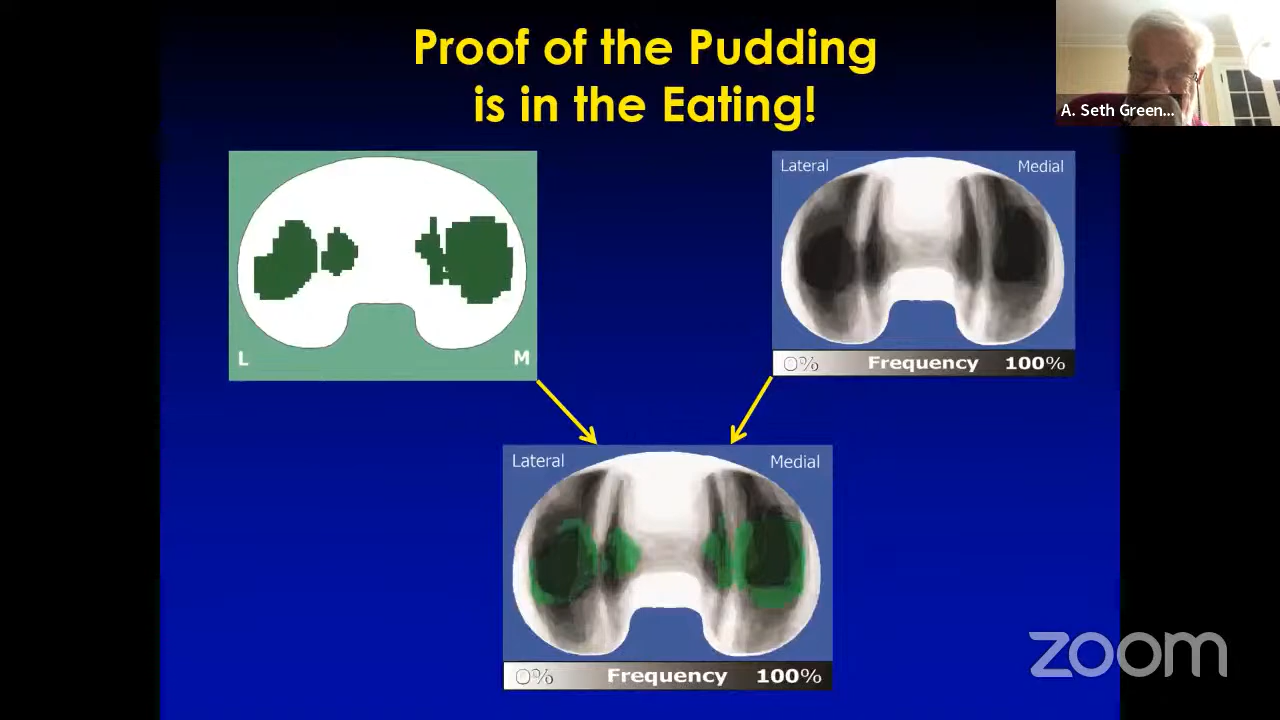 Proof of the Pudding
is in the Eating!
A. Seth Green...
L
M
Lateral
Medial
0%
Frequency
100%
Lateral
Medial
0%
Frequency
100%
zoom